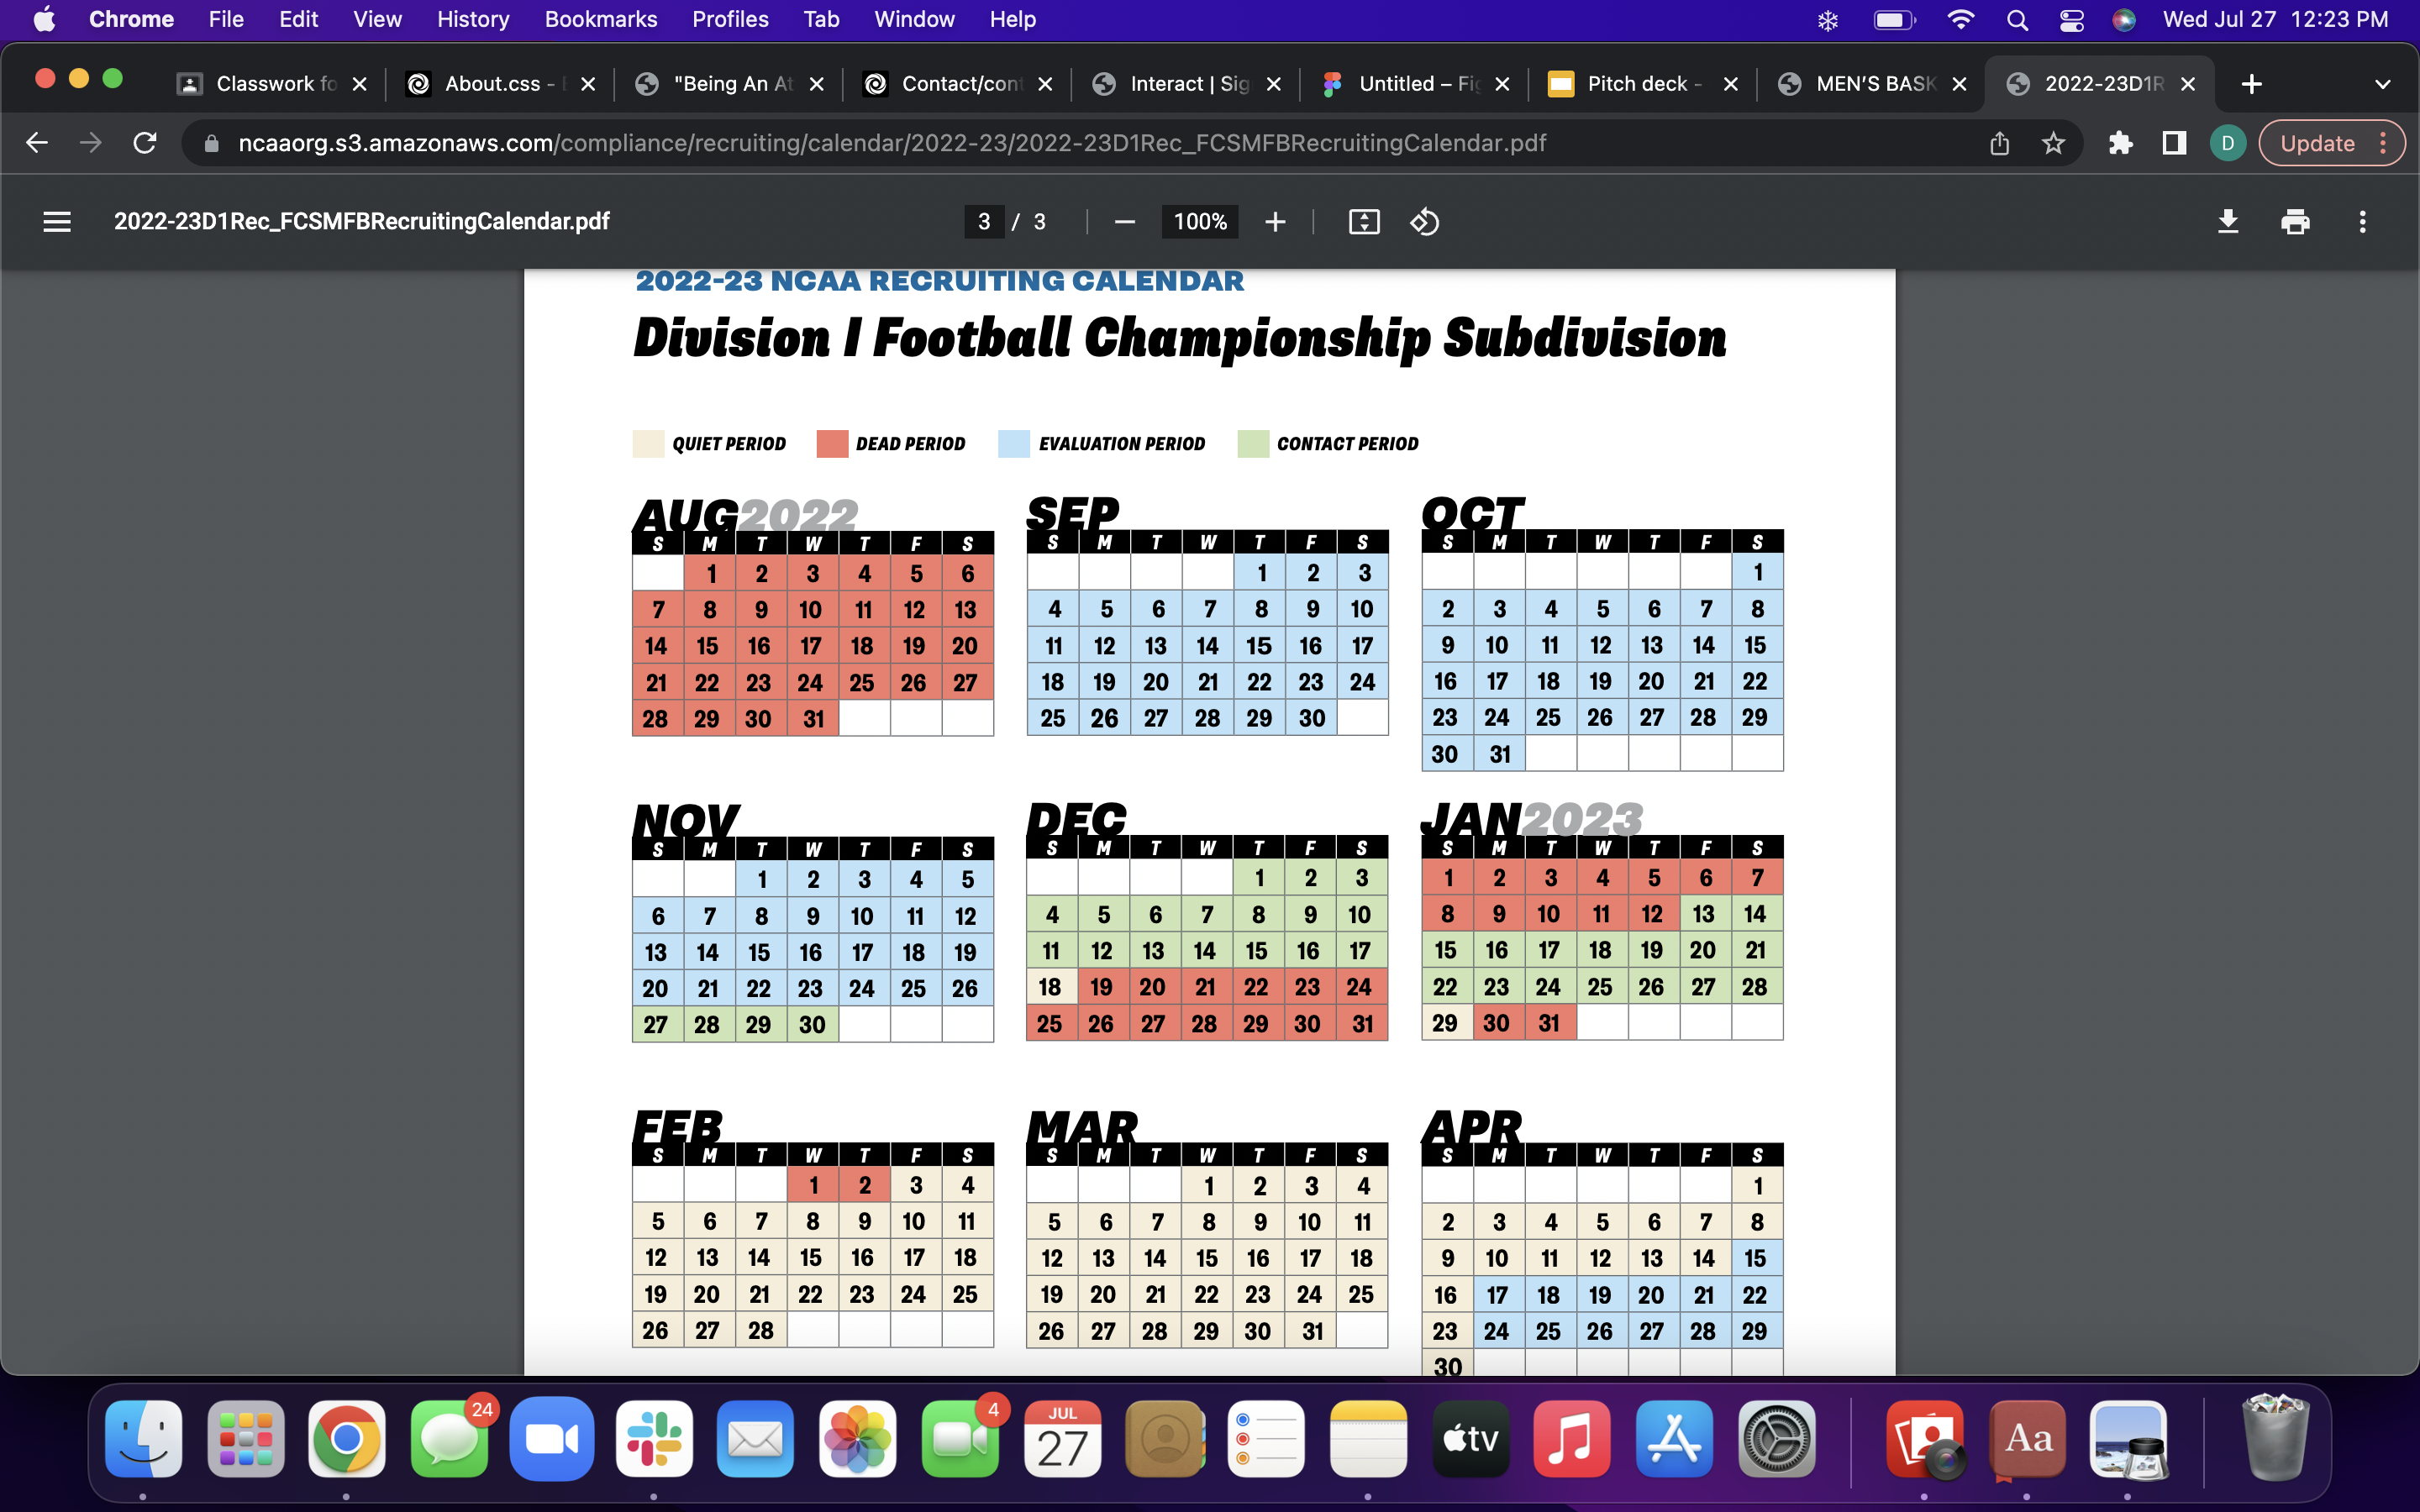 Chrome File Edit View History Bookmarks Profiles Tab Window Help Wed Jul 27 12:23 PM
Classwork fo About.css - "Being An At Contact/cont Interact | Sig Untitled – Fig Pitch deck - MEN'S BASK 2022-23D1R
ncaaorg.s3.amazonaws.com/compliance/recruiting/calendar/2022-23/2022-23D1Rec_FCSMFBRecruitingCalendar.pdf D Update
2022-23D1Rec_FCSMFBRecruitingCalendar.pdf 3 / 3 100%
2022-23 NCAA RECRUITING CALENDAR
Division I Football Championship Subdivision
QUIET PERIOD DEAD PERIOD EVALUATION PERIOD CONTACT PERIOD
AUG2022
S M T W T F S
1 2 3 4 5 6
7 8 9 10 11 12 13
14 15 16 17 18 19 20
21 22 23 24 25 26 27
28 29 30 31
SEP
S M T W T F S
1 2 3
4 5 6 7 8 9 10
11 12 13 14 15 16 17
18 19 20 21 22 23 24
25 26 27 28 29 30
OCT
S M T W T F S
1
2 3 4 5 6 7 8
9 10 11 12 13 14 15
16 17 18 19 20 21 22
23 24 25 26 27 28 29
30 31
NOV
S M T W T F S
1 2 3 4 5
6 7 8 9 10 11 12
13 14 15 16 17 18 19
20 21 22 23 24 25 26
27 28 29 30
DEC
S M T W T F S
1 2 3
4 5 6 7 8 9 10
11 12 13 14 15 16 17
18 19 20 21 22 23 24
25 26 27 28 29 30 31
JAN2023
S M T W T F S
1 2 3 4 5 6 7
8 9 10 11 12 13 14
15 16 17 18 19 20 21
22 23 24 25 26 27 28
29 30 31
FEB
S M T W T F S
1 2 3 4
5 6 7 8 9 10 11
12 13 14 15 16 17 18
19 20 21 22 23 24 25
26 27 28
MAR
S M T W T F S
1 2 3 4
5 6 7 8 9 10 11
12 13 14 15 16 17 18
19 20 21 22 23 24 25
26 27 28 29 30 31
APR
S M T W T F S
1
2 3 4 5 6 7 8
9 10 11 12 13 14 15
16 17 18 19 20 21 22
23 24 25 26 27 28 29
30
24 4 JUL 27 tv Aa